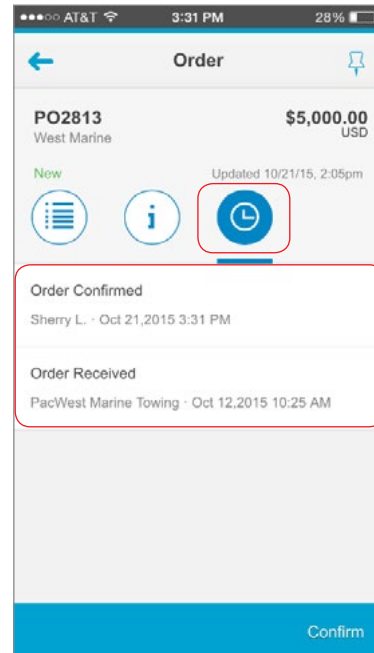 AT&T 3:31 PM 28%
Order
PO2813 $5,000.00
West Marine USD
New Updated 10/21/15, 2:05pm
i
Order Confirmed
Sherry L. · Oct 21,2015 3:31 PM
Order Received
PacWest Marine Towing · Oct 12,2015 10:25 AM
Confirm